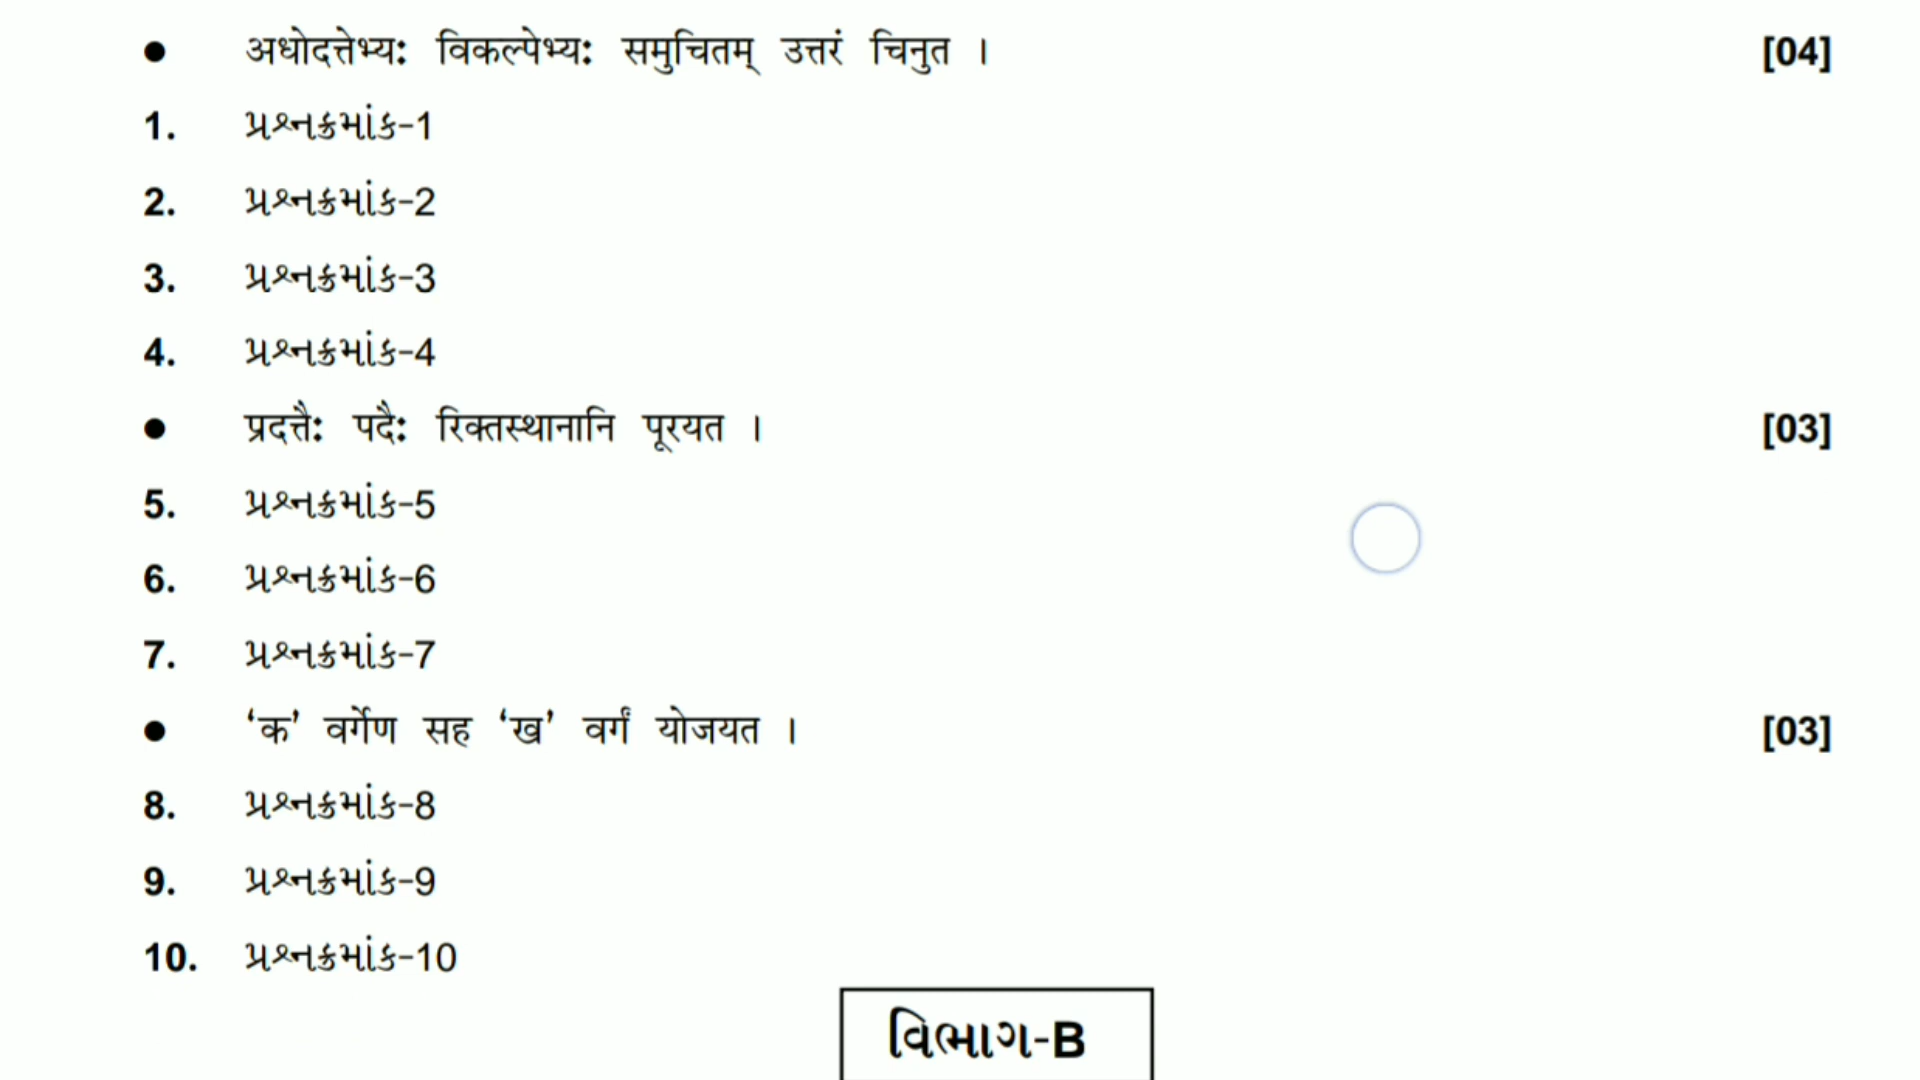 ● अधोदत्तेभ्यः विकल्पेभ्यः समुचितम् उत्तरं चिनुत । [04]
1. પ્રશ્નક્રમાંક-1
2. પ્રશ્નક્રમાંક-2
3. પ્રશ્નક્રમાંક-3
4. પ્રશ્નક્રમાંક-4
● प्रदत्तैः पदैः रिक्तस्थानानि पूरयत । [03]
5. પ્રશ્નક્રમાંક-5
6. પ્રશ્નક્રમાંક-6
7. પ્રશ્નક્રમાંક-7
● ‘क’ वर्गेण सह ‘ख’ वर्गं योजयत । [03]
8. પ્રશ્નક્રમાંક-8
9. પ્રશ્નક્રમાંક-9
10. પ્રશ્નક્રમાંક-10
વિભાગ-B